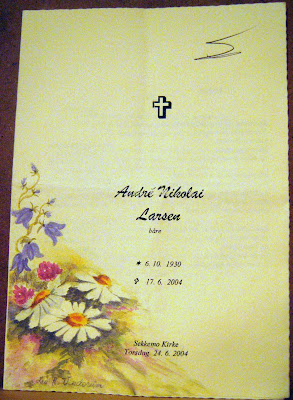 André Nikolai
Larsen
båre
* 6. 10. 1930
✞ 17. 6. 2004
Sekkemo Kirke
Torsdag. 24. 6. 2004